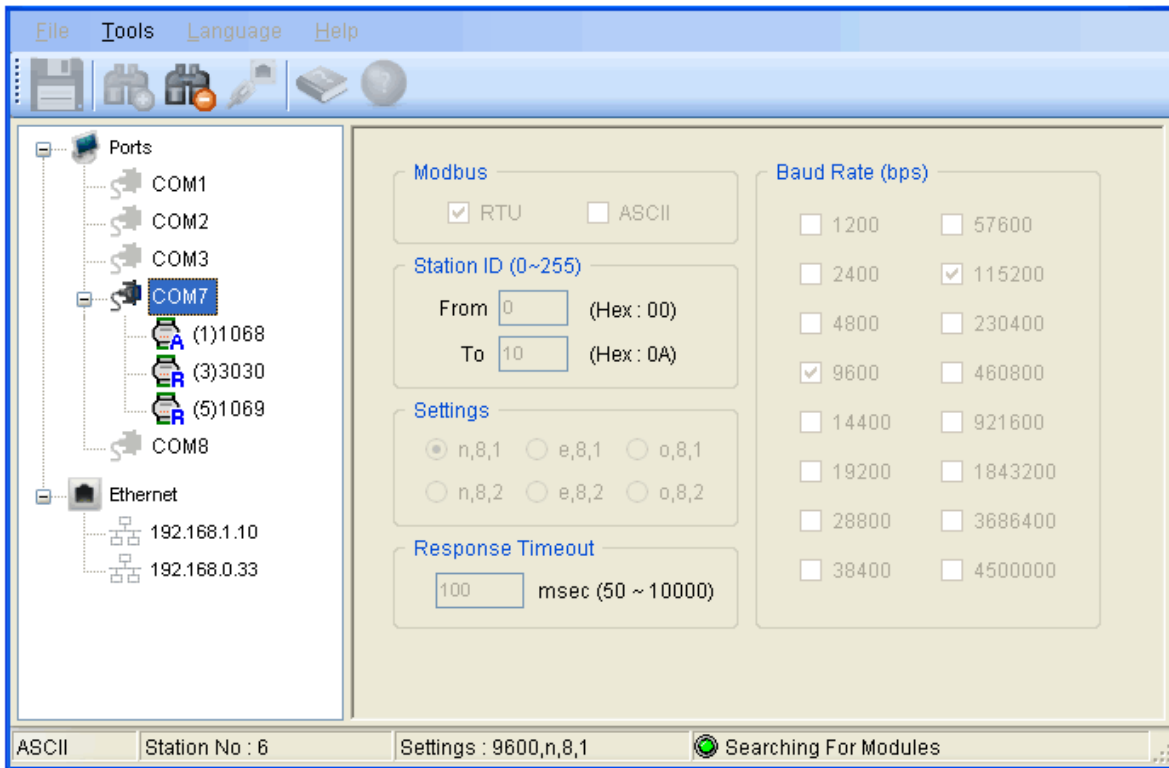 File Tools Language Help
Ports
COM1
COM2
COM3
COM7
A (1)1068
R (3)3030
R (5)1069
COM8
Ethernet
192.168.1.10
192.168.0.33
Modbus
RTU ASCII
Station ID (0~255)
From 0 (Hex : 00)
To 10 (Hex : 0A)
Settings
n,8,1 e,8,1 o,8,1
n,8,2 e,8,2 o,8,2
Response Timeout
100 msec (50 ~ 10000)
Baud Rate (bps)
1200 57600
2400 115200
4800 230400
9600 460800
14400 921600
19200 1843200
28800 3686400
38400 4500000
ASCII Station No : 6 Settings : 9600,n,8,1 Searching For Modules